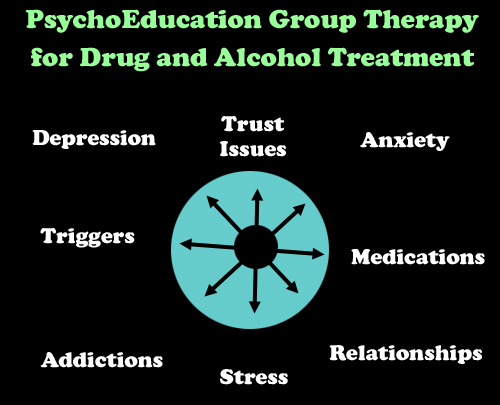 PsychoEducation Group Therapy
for Drug and Alcohol Treatment
Depression
Trust
Issues
Anxiety
Triggers
Medications
Addictions
Stress
Relationships